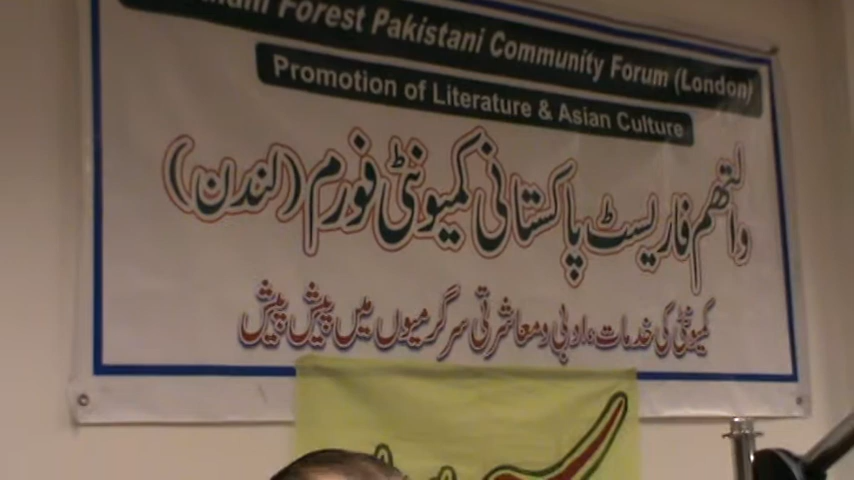 Forest Pakistani Community Forum (London)
Promotion of Literature & Asian Culture
والتھم فاریسٹ پاکستانی کمیونٹی فورم (لندن)
کمیونٹی کی خدمات، ادبی و معاشرتی سرگرمیوں میں پیش پیش